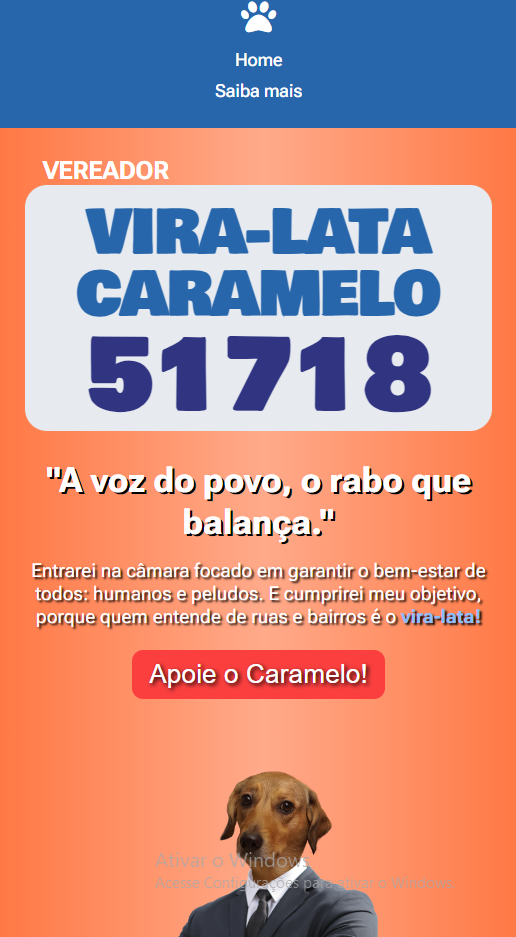 Home
Saiba mais
VEREADOR
VIRA-LATA
CARAMELO
51718
"A voz do povo, o rabo que
balança."
Entrarei na câmara focado em garantir o bem-estar de
todos: humanos e peludos. E cumprirei meu objetivo,
porque quem entende de ruas e bairros é o vira-lata!
Apoie o Caramelo!
Ativar o Windows
Acesse Configurações para ativar o Windows.